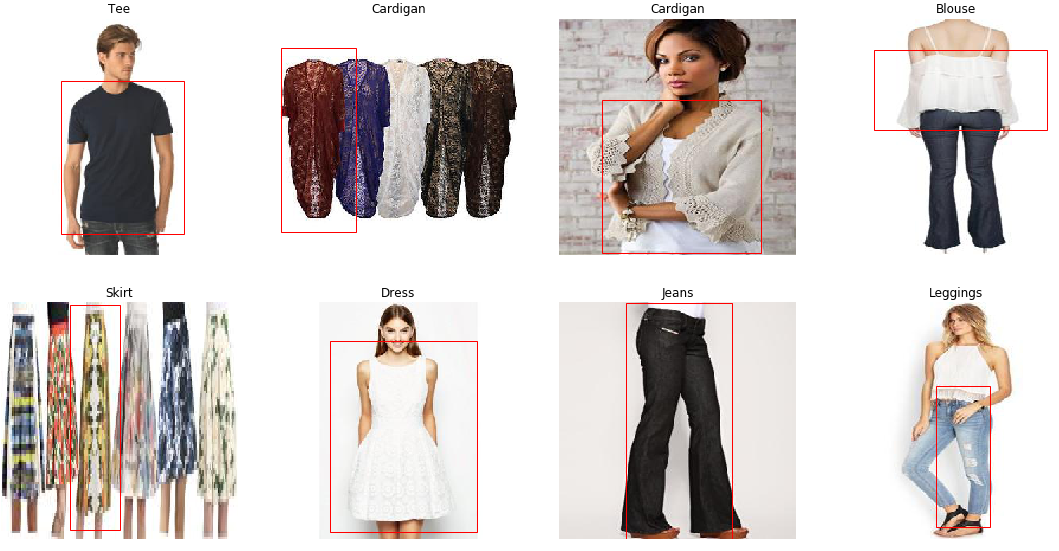 Tee
Cardigan
Cardigan
Blouse
Skirt
Dress
Jeans
Leggings